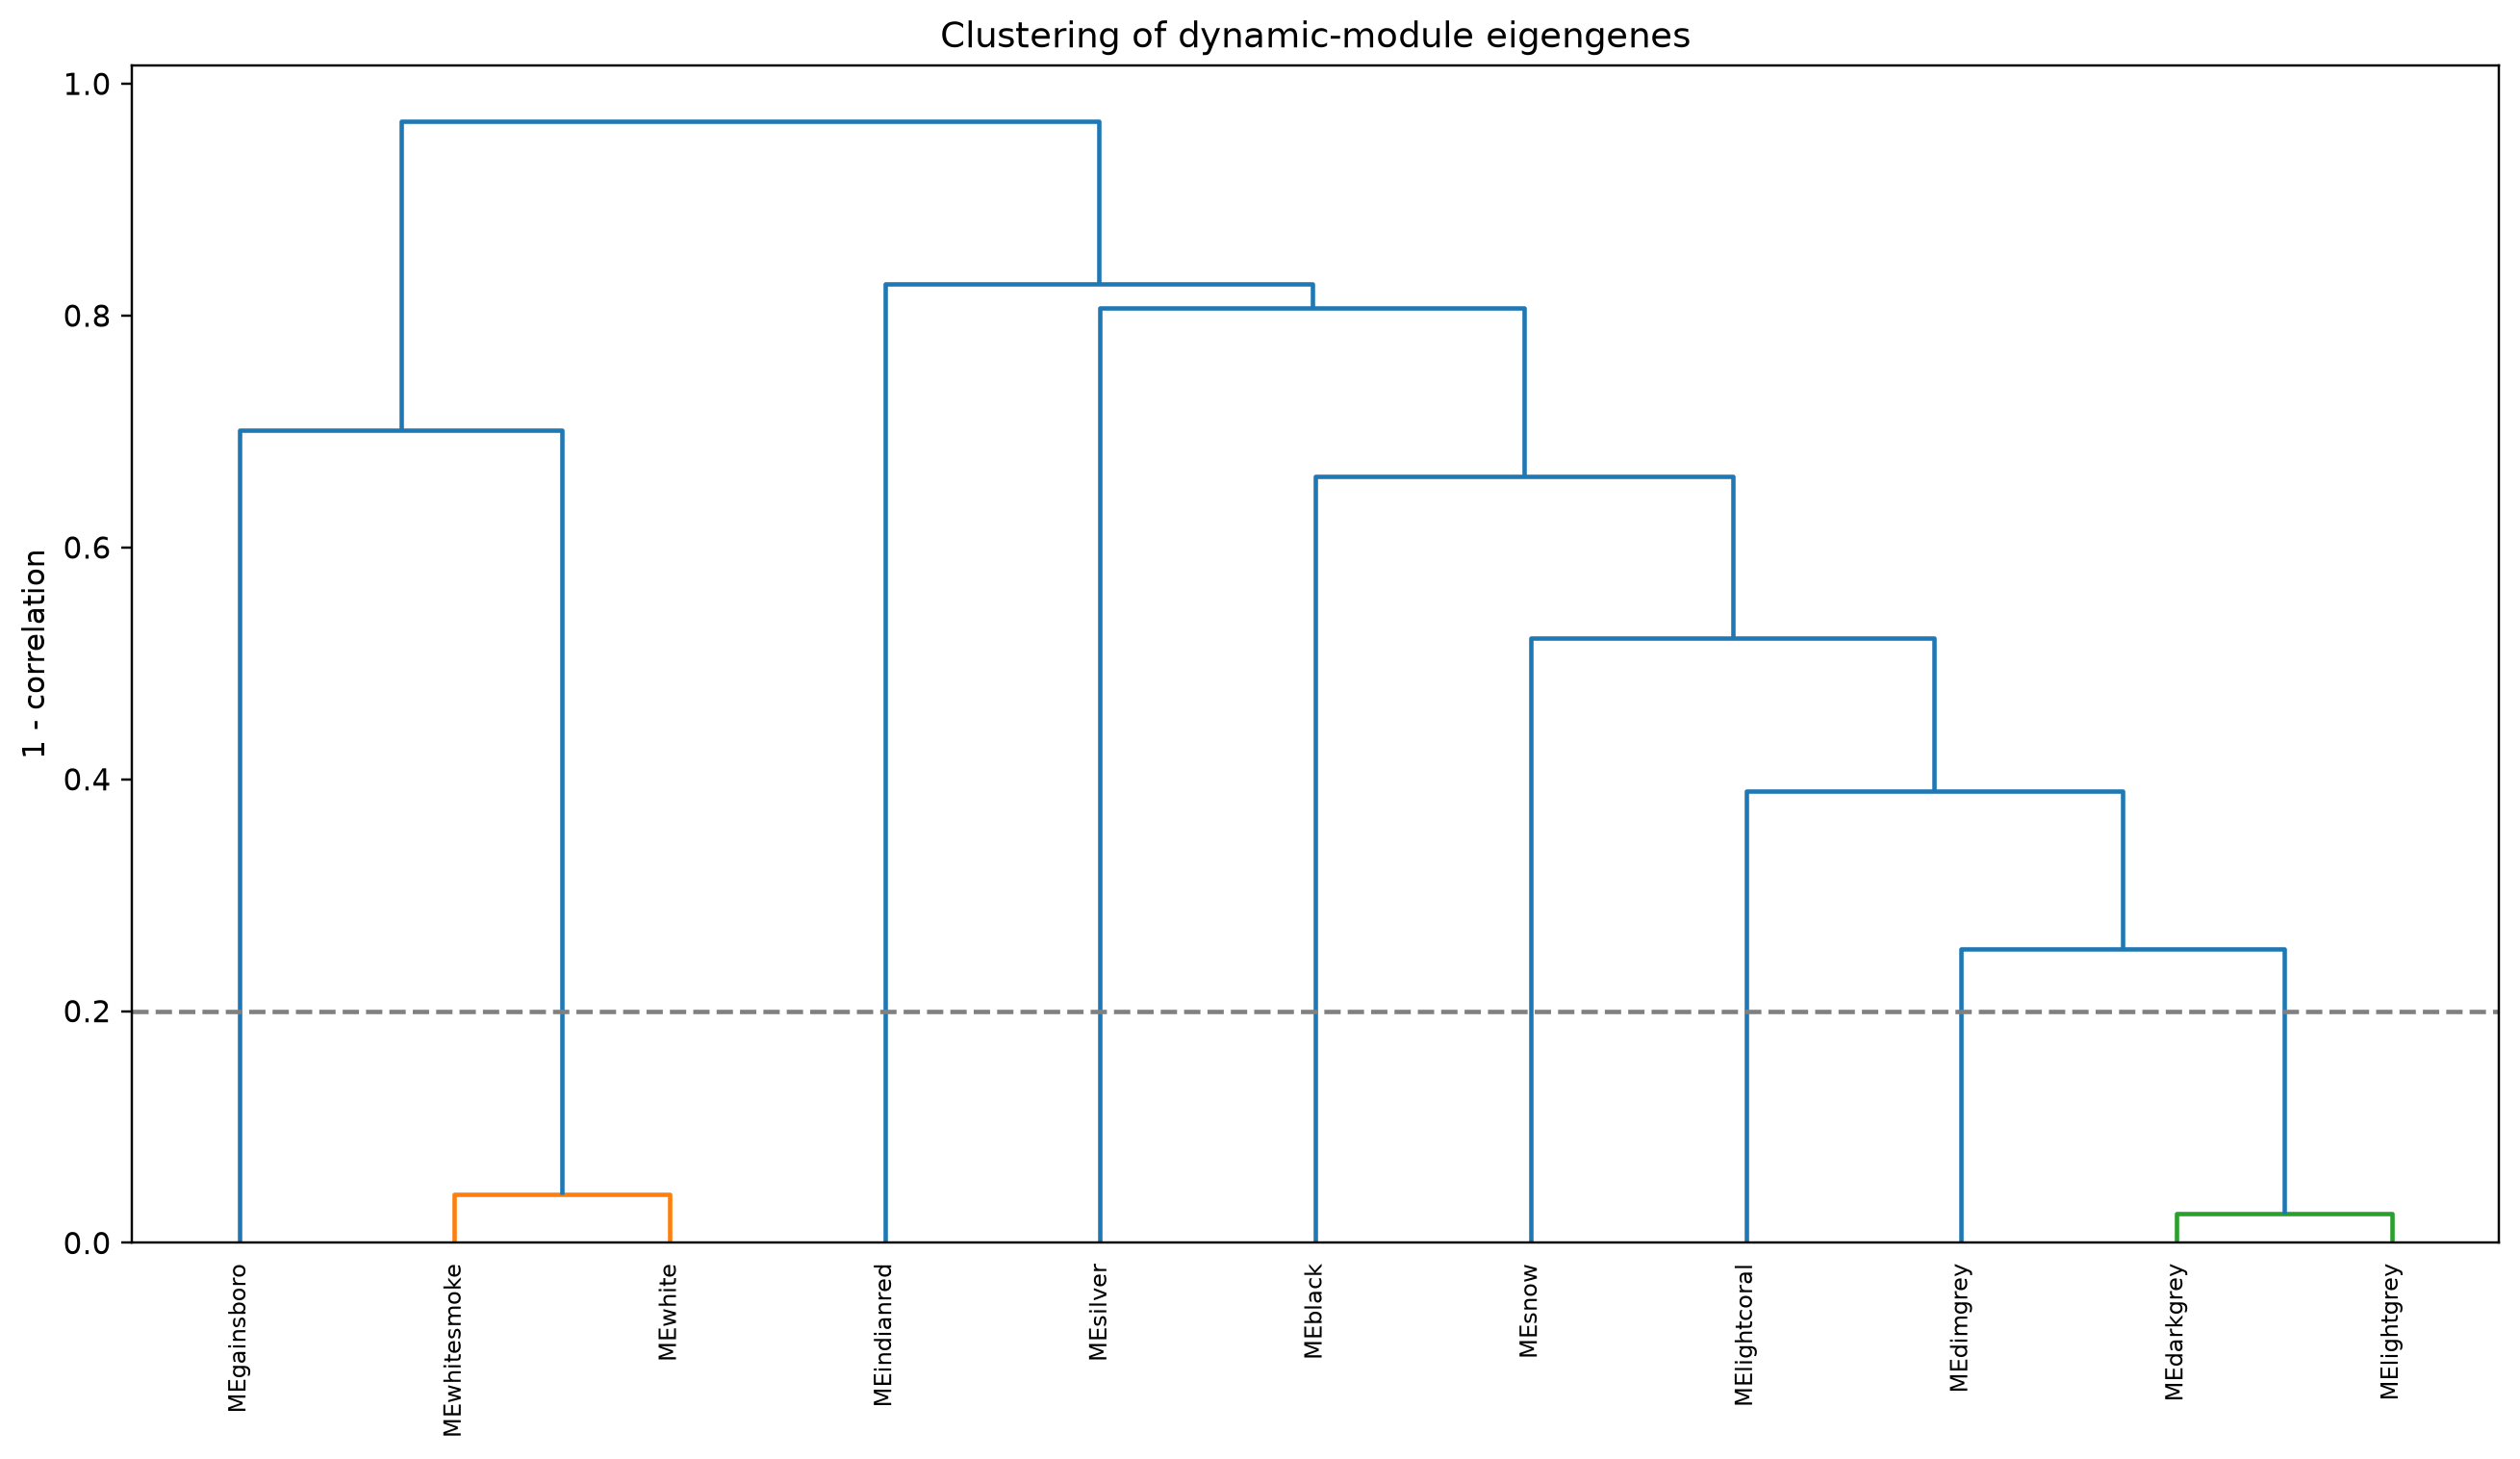 Clustering of dynamic-module eigengenes
1.0
0.8
0.6
0.4
0.2
0.0
1 - correlation
MEgainsboro
MEwhitesmoke
MEwhite
MEindianred
MEsilver
MEblack
MEsnow
MElightcoral
MEdimgrey
MEdarkgrey
MElightgrey